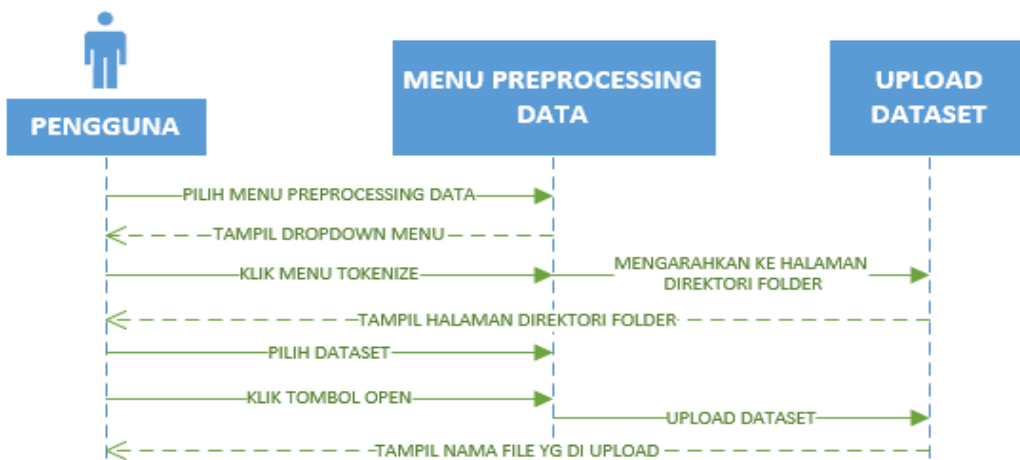 PENGGUNA
MENU PREPROCESSING
DATA
UPLOAD
DATASET
PILIH MENU PREPROCESSING DATA
TAMPIL DROPDOWN MENU
KLIK MENU TOKENIZE
MENGARAHKAN KE HALAMAN
DIREKTORI FOLDER
TAMPIL HALAMAN DIREKTORI FOLDER
PILIH DATASET
KLIK TOMBOL OPEN
UPLOAD DATASET
TAMPIL NAMA FILE YG DI UPLOAD